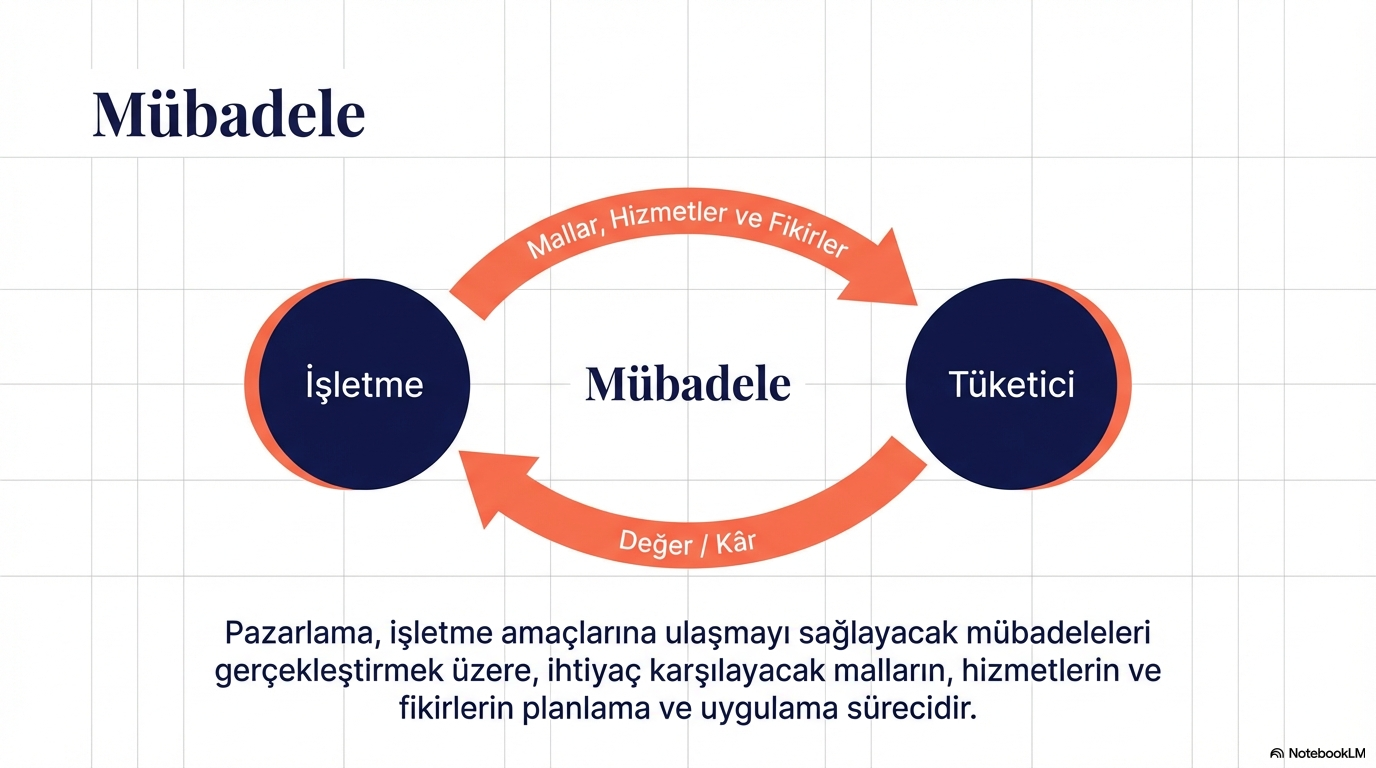 Mübadele
Mallar, Hizmetler ve Fikirler
İşletme
Mübadele
Tüketici
Değer / Kâr
Pazarlama, işletme amaçlarına ulaşmayı sağlayacak mübadeleleri
gerçekleştirmek üzere, ihtiyaç karşılayacak malların, hizmetlerin ve
fikirlerin planlama ve uygulama sürecidir.
NotebookLM